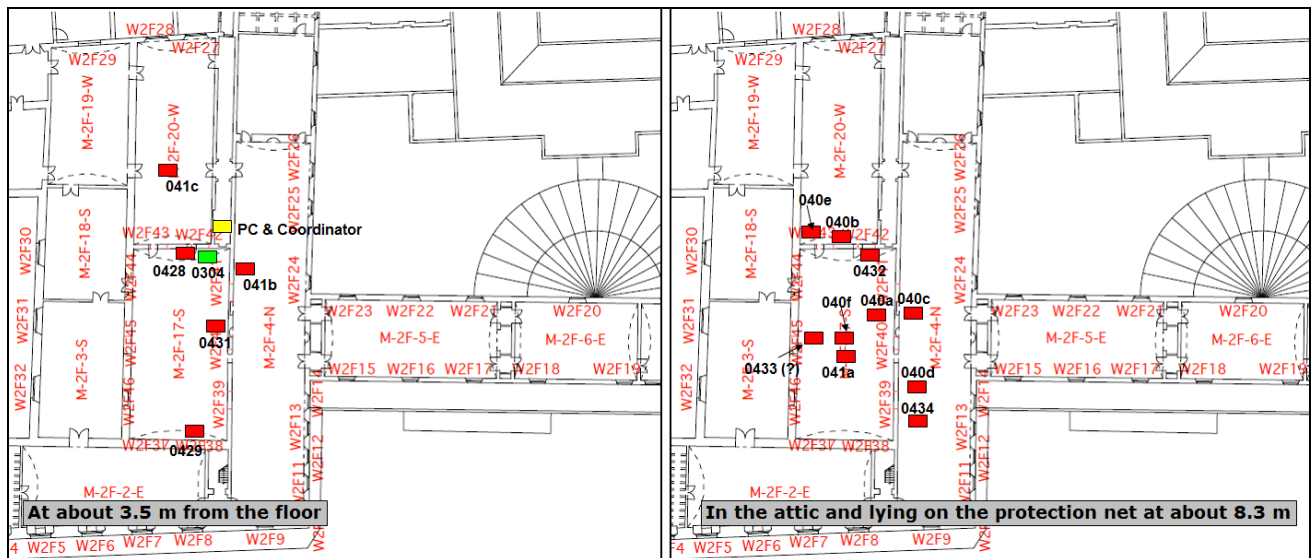 W2F28
W2F27
W2F29
M-2F-19-W
M-2F-20-W
W2F26
W2F25
041c
PC & Coordinator
W2F43
W2F42
0428
0304
041b
W2F24
W2F30
M-2F-18-S
W2F44
W2F31
W2F45
M-2F-17-S
0431
M-2F-4-N
W2F23
W2F22
W2F21
M-2F-5-E
W2F20
M-2F-6-E
W2F15
W2F16
W2F17
W2F18
W2F19
M-2F-3-S
W2F32
W2F46
W2F39
W2F14
W2F13
0429
W2F37
W2F38
W2F12
W2F11
M-2F-2-E
At about 3.5 m from the floor
W2F5
W2F6
W2F7
W2F8
W2F9
W2F28
W2F27
W2F29
M-2F-19-W
M-2F-20-W
W2F26
W2F25
040e
040b
W2F42
0432
W2F24
W2F30
M-2F-18-S
W2F44
W2F31
040f
040a
040c
W2F45
W2F40
M-2F-4-N
W2F23
W2F22
W2F21
M-2F-5-E
W2F20
M-2F-6-E
0433 (?)
041a
W2F15
W2F16
W2F17
W2F18
W2F19
M-2F-3-S
W2F32
W2F46
W2F39
040d
0434
W2F14
W2F13
W2F37
W2F38
W2F12
W2F11
M-2F-2-E
In the attic and lying on the protection net at about 8.3 m
W2F5
W2F6
W2F7
W2F8
W2F9